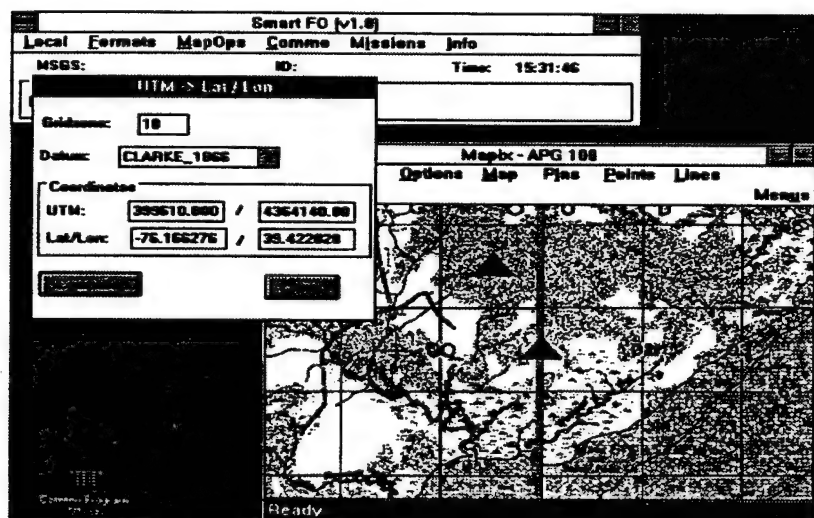 Smart FO (v1.0)
Local Formats MapOps Comms Missions Info
MSGS: ID: Time: 15:31:46
UTM -> Lat/Lon
Gridzone: 18
Datum: CLARKE_1866
Mapix - APG 100
Options Map Pins Points Lines
Menus
Coordinates
UTM: 399610.000 / 4364140.00
Lat/Lon: -76.166276 / 39.422828
Ready